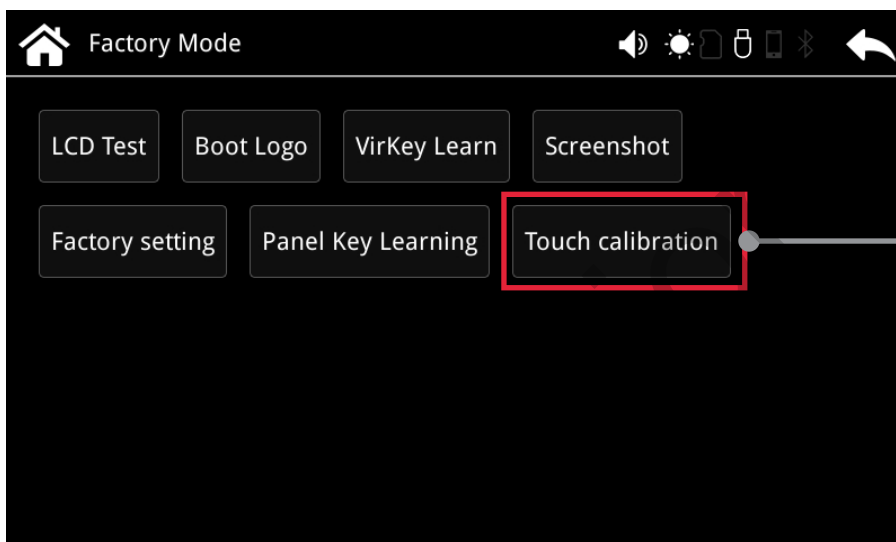 Factory Mode
LCD Test Boot Logo VirKey Learn Screenshot
Factory setting Panel Key Learning Touch calibration